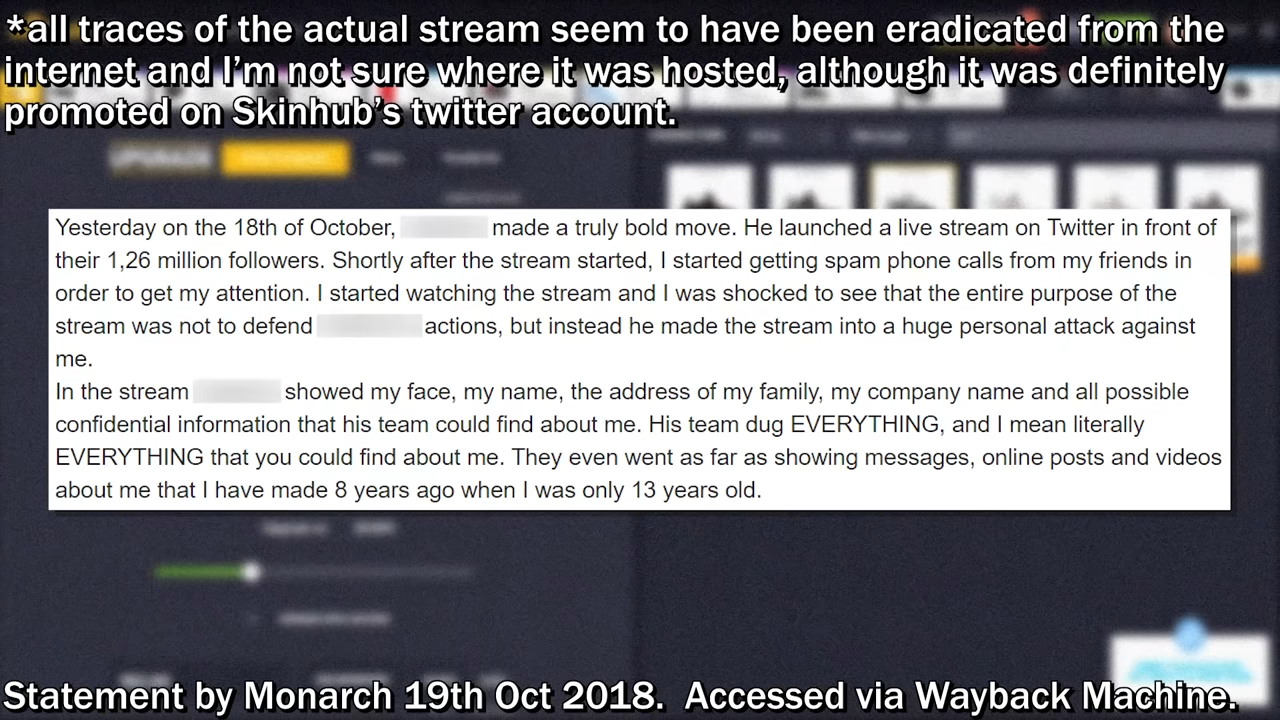 *all traces of the actual stream seem to have been eradicated from the
internet and I'm not sure where it was hosted, although it was definitely
promoted on Skinhub's twitter account.
Yesterday on the 18th of October, made a truly bold move. He launched a live stream on Twitter in front of
their 1,26 million followers. Shortly after the stream started, I started getting spam phone calls from my friends in
order to get my attention. I started watching the stream and I was shocked to see that the entire purpose of the
stream was not to defend actions, but instead he made the stream into a huge personal attack against
me.
In the stream showed my face, my name, the address of my family, my company name and all possible
confidential information that his team could find about me. His team dug EVERYTHING, and I mean literally
EVERYTHING that you could find about me. They even went as far as showing messages, online posts and videos
about me that I have made 8 years ago when I was only 13 years old.
Statement by Monarch 19th Oct 2018. Accessed via Wayback Machine.